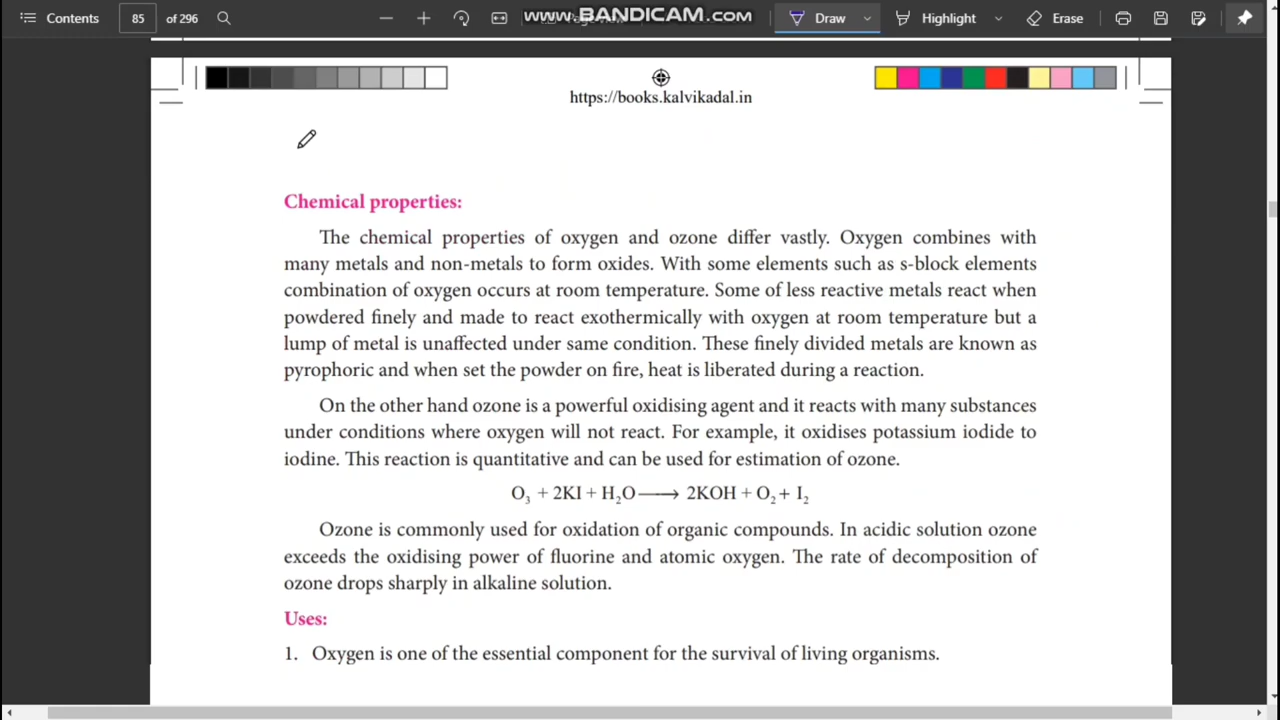 Contents
85
of 296
WWW.BANDICAM.COM
Draw
Highlight
Erase
https://books.kalvikadal.in
Chemical properties:
The chemical properties of oxygen and ozone differ vastly. Oxygen combines with
many metals and non-metals to form oxides. With some elements such as s-block elements
combination of oxygen occurs at room temperature. Some of less reactive metals react when
powdered finely and made to react exothermically with oxygen at room temperature but a
lump of metal is unaffected under same condition. These finely divided metals are known as
pyrophoric and when set the powder on fire, heat is liberated during a reaction.
On the other hand ozone is a powerful oxidising agent and it reacts with many substances
under conditions where oxygen will not react. For example, it oxidises potassium iodide to
iodine. This reaction is quantitative and can be used for estimation of ozone.
O₃ + 2KI + H₂O ⟶ 2KOH + O₂ + I₂
Ozone is commonly used for oxidation of organic compounds. In acidic solution ozone
exceeds the oxidising power of fluorine and atomic oxygen. The rate of decomposition of
ozone drops sharply in alkaline solution.
Uses:
1. Oxygen is one of the essential component for the survival of living organisms.